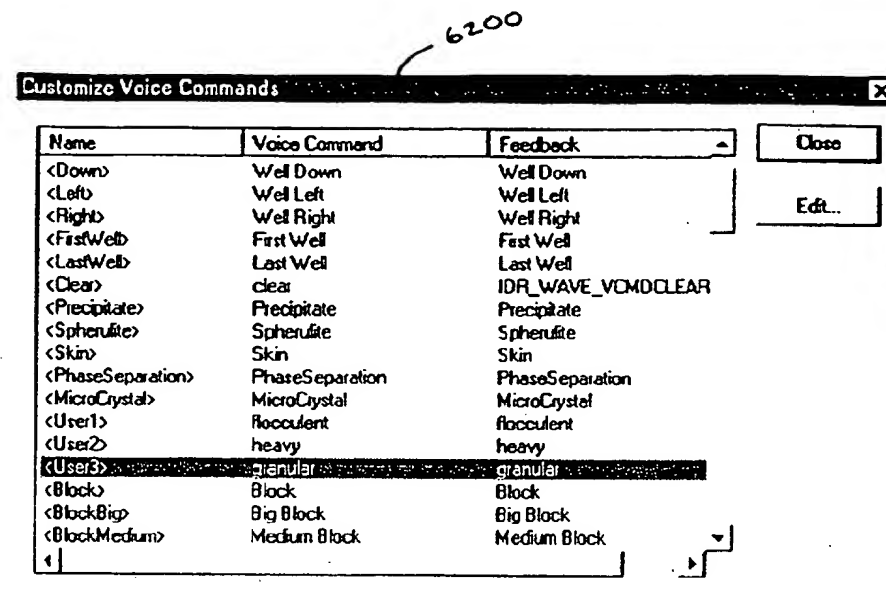 6200
Customize Voice Commands
Name Voice Command Feedback Close
<Down> Well Down Well Down
<Left> Well Left Well Left
<Right> Well Right Well Right Edit...
<FirstWell> First Well First Well
<LastWell> Last Well Last Well
<Clear> clear IDR_WAVE_VCMDCLEAR
<Precipitate> Precipitate Precipitate
<Spherulite> Spherulite Spherulite
<Skin> Skin Skin
<PhaseSeparation> PhaseSeparation PhaseSeparation
<MicroCrystal> MicroCrystal MicroCrystal
<User1> flocculent flocculent
<User2> heavy heavy
<User3> granular granular
<Block> Block Block
<BlockBig> Big Block Big Block
<BlockMedium> Medium Block Medium Block